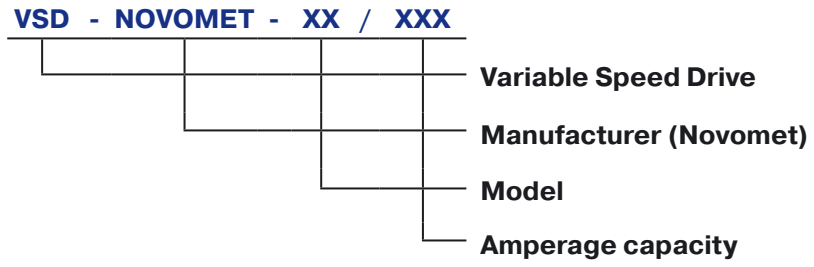 VSD - NOVOMET - XX / XXX
Variable Speed Drive
Manufacturer (Novomet)
Model
Amperage capacity